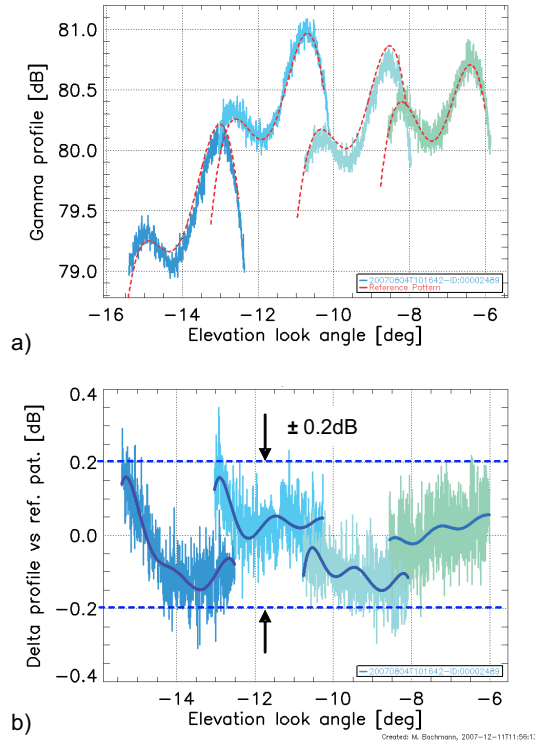 81.0
80.5
80.0
79.5
79.0
Gamma profile [dB]
20070804T101642-ID:00002489
Reference Pattern
-16 -14 -12 -10 -8 -6
Elevation look angle [deg]
a)
0.4
0.2
0.0
-0.2
-0.4
Delta profile vs ref. pat. [dB]
± 0.2dB
20070804T101642-ID:00002489
-14 -12 -10 -8 -6
Elevation look angle [deg]
b)
Created: M. Bachmann, 2007-12-11T11:56:13